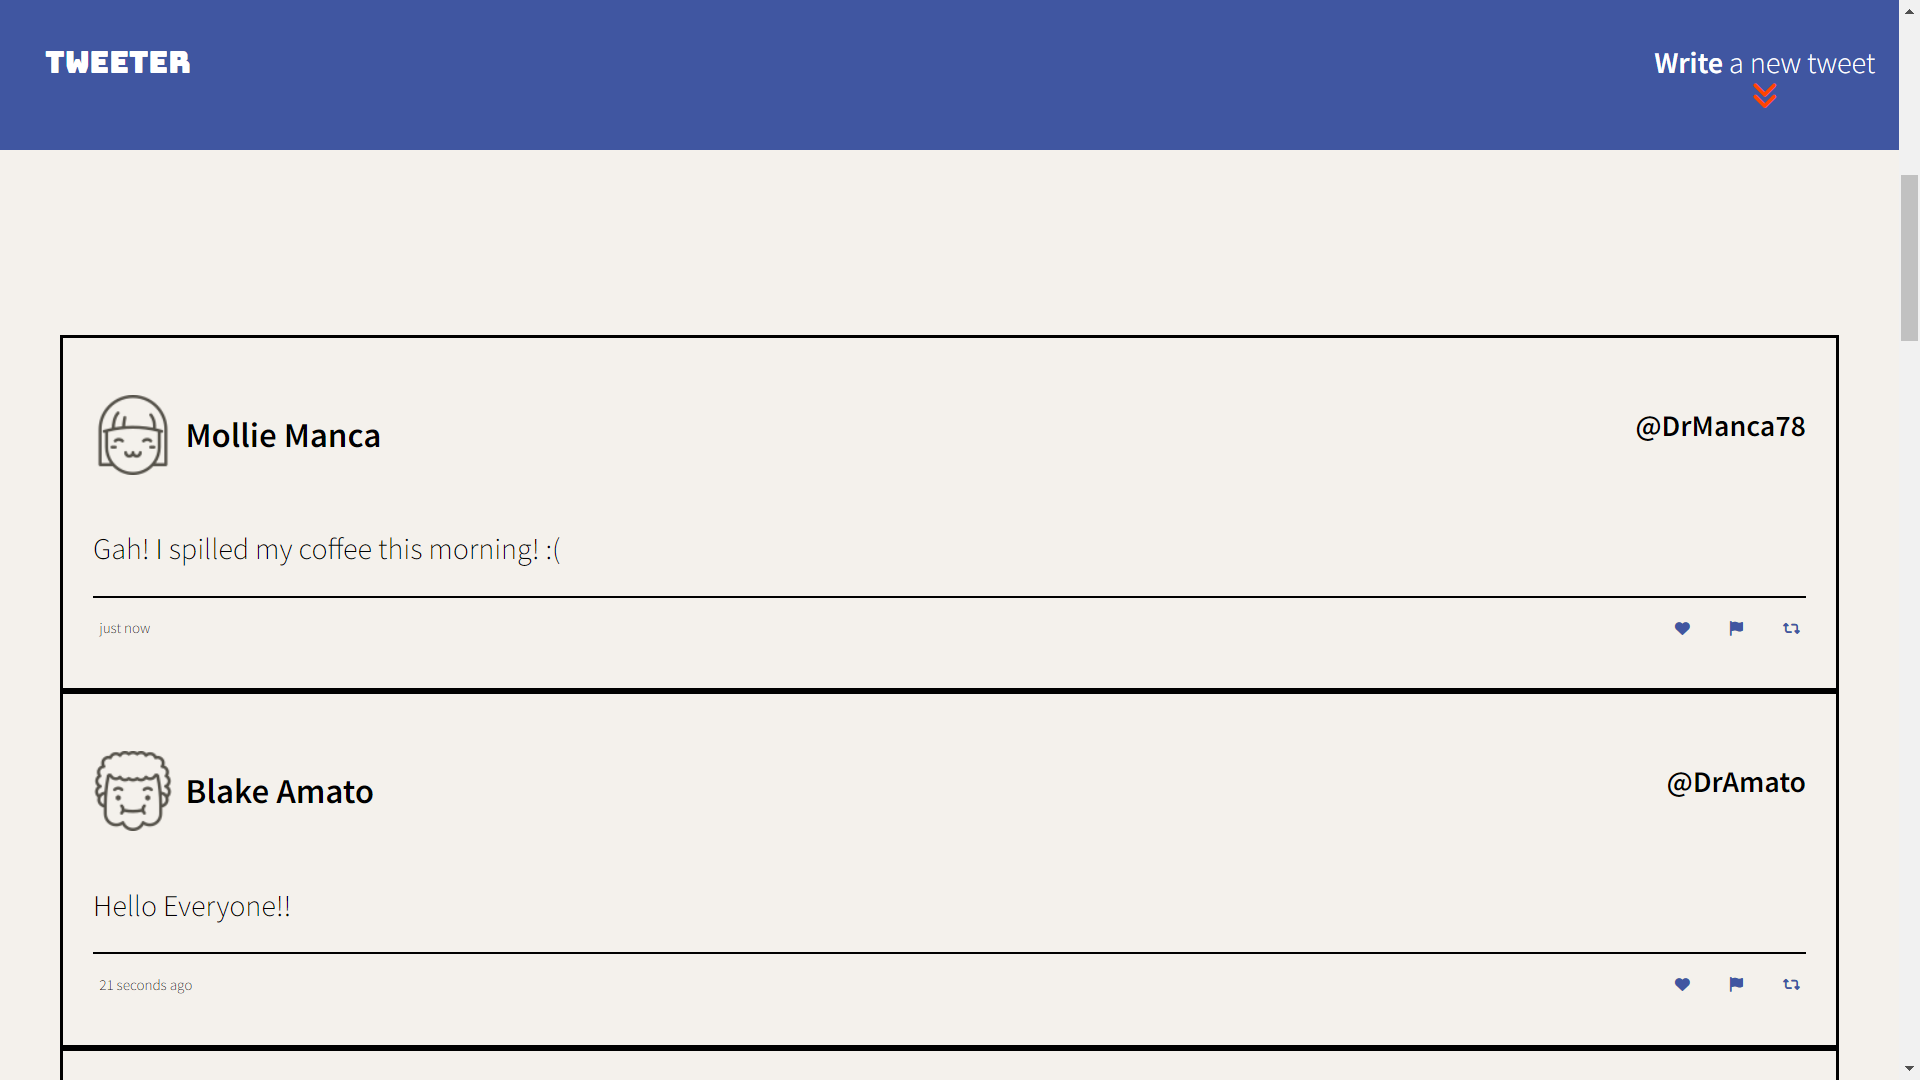 TWEETER
Write a new tweet
Mollie Manca
@DrManca78
Gah! I spilled my coffee this morning! :(
just now
Blake Amato
@DrAmato
Hello Everyone!!
21 seconds ago